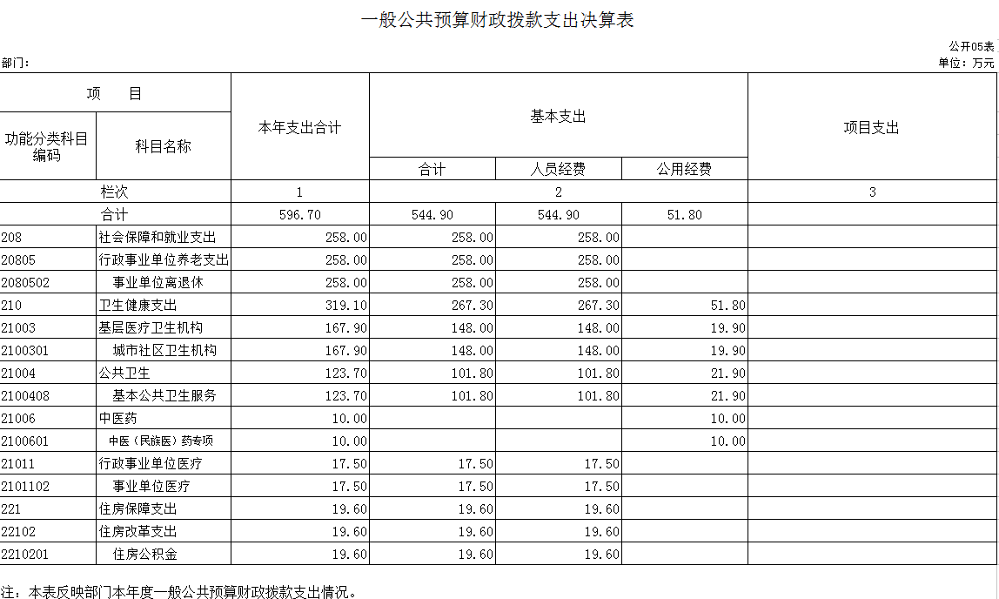 一般公共预算财政拨款支出决算表
公开05表
部门： 单位：万元
项 目 本年支出合计 基本支出 项目支出
功能分类科目编码 科目名称 合计 人员经费 公用经费
栏次 1 2 3
合计 596.70 544.90 544.90 51.80
208 社会保障和就业支出 258.00 258.00 258.00
20805 行政事业单位养老支出 258.00 258.00 258.00
2080502 事业单位离退休 258.00 258.00 258.00
210 卫生健康支出 319.10 267.30 267.30 51.80
21003 基层医疗卫生机构 167.90 148.00 148.00 19.90
2100301 城市社区卫生机构 167.90 148.00 148.00 19.90
21004 公共卫生 123.70 101.80 101.80 21.90
2100408 基本公共卫生服务 123.70 101.80 101.80 21.90
21006 中医药 10.00 10.00
2100601 中医（民族医）药专项 10.00 10.00
21011 行政事业单位医疗 17.50 17.50 17.50
2101102 事业单位医疗 17.50 17.50 17.50
221 住房保障支出 19.60 19.60 19.60
22102 住房改革支出 19.60 19.60 19.60
2210201 住房公积金 19.60 19.60 19.60
注：本表反映部门本年度一般公共预算财政拨款支出情况。